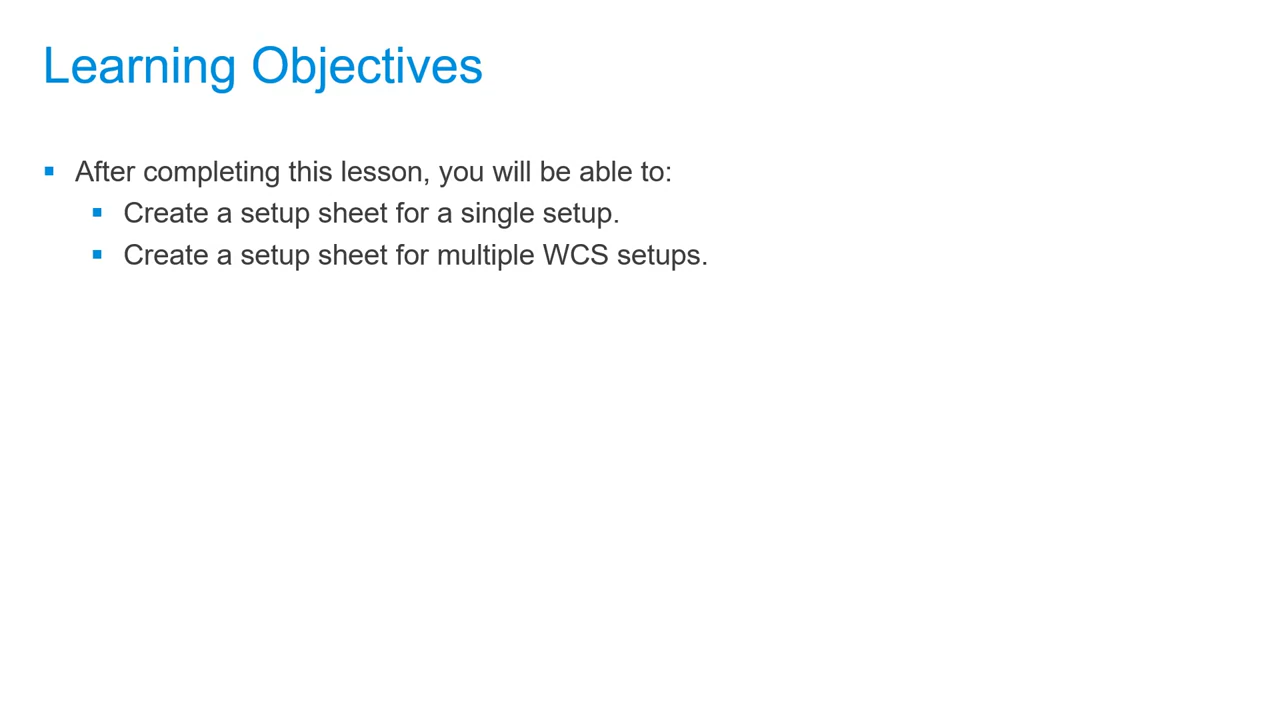 Learning Objectives
After completing this lesson, you will be able to:
Create a setup sheet for a single setup.
Create a setup sheet for multiple WCS setups.